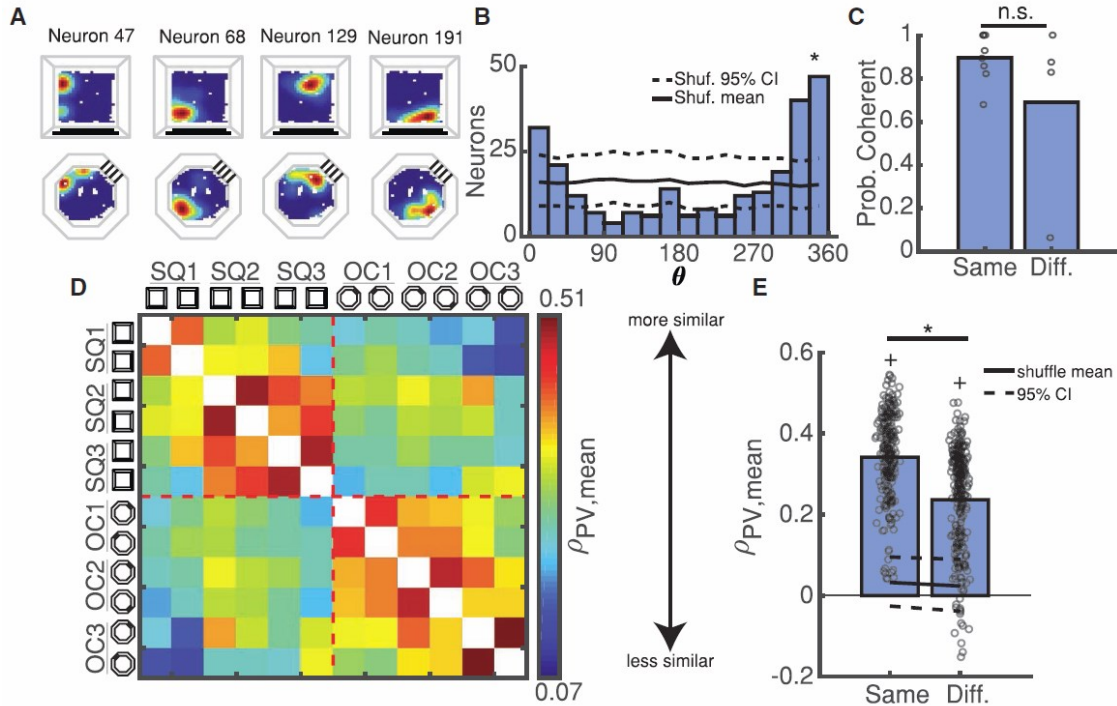 A
Neuron 47 Neuron 68 Neuron 129 Neuron 191
B
50
25
0
Neurons
Shuf. 95% CI
Shuf. mean
*
0 90 180 270 360
θ
C
n.s.
1
0.8
0.6
0.4
0.2
0
Prob. Coherent
Same Diff.
D
SQ1 SQ2 SQ3 OC1 OC2 OC3
SQ1
SQ2
SQ3
OC1
OC2
OC3
0.51
0.07
ρPV,mean
more similar
less similar
E
*
+ +
shuffle mean
95% CI
0.6
0.4
0.2
0
-0.2
ρPV,mean
Same Diff.